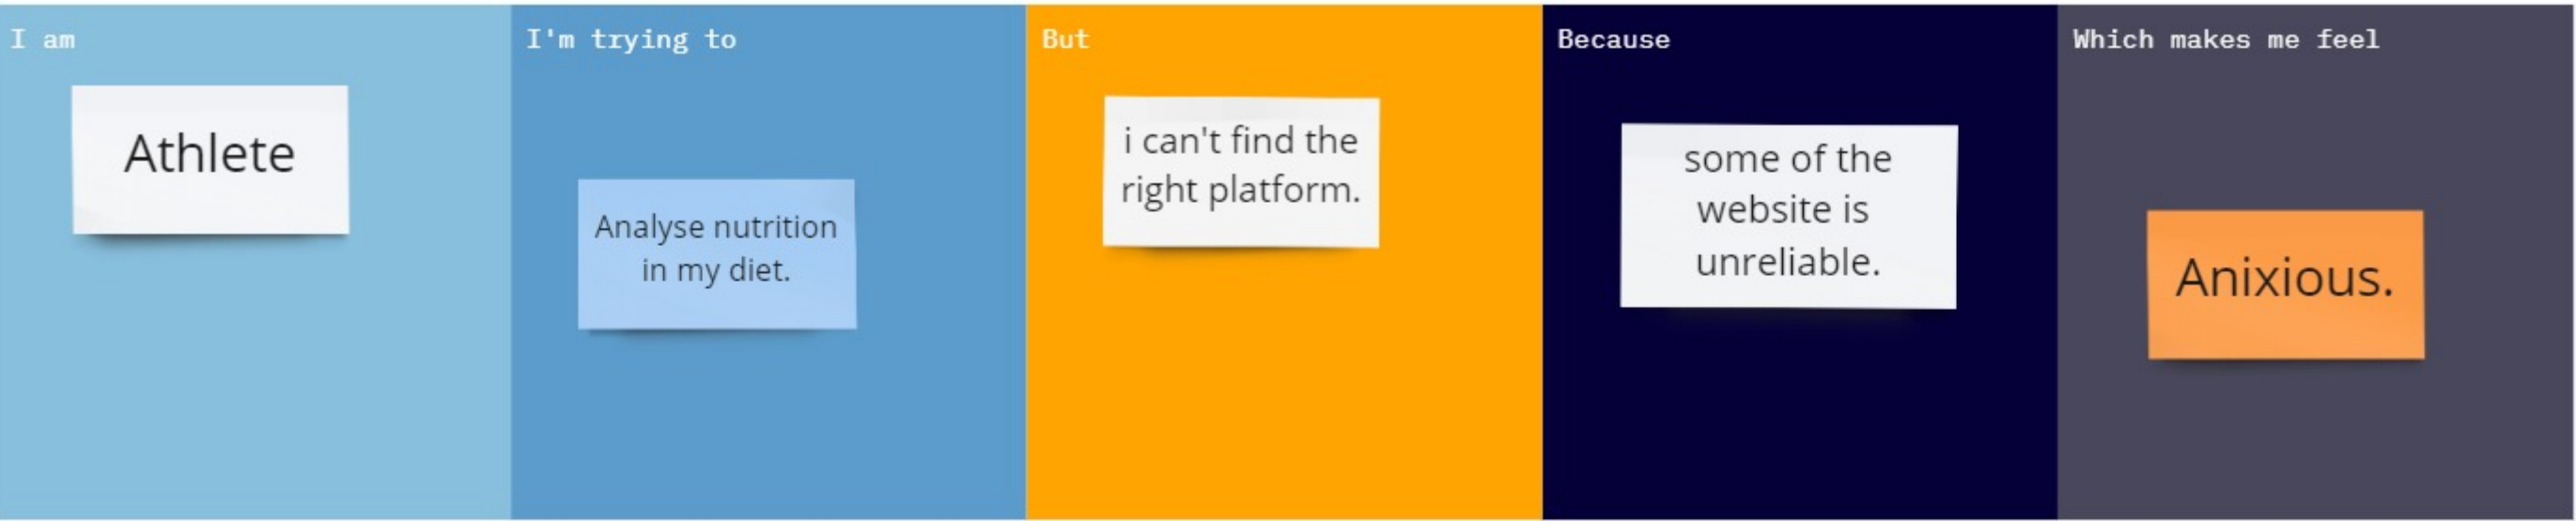 I am
Athlete
I'm trying to
Analyse nutrition
in my diet.
But
i can't find the
right platform.
Because
some of the
website is
unreliable.
Which makes me feel
Anixious.